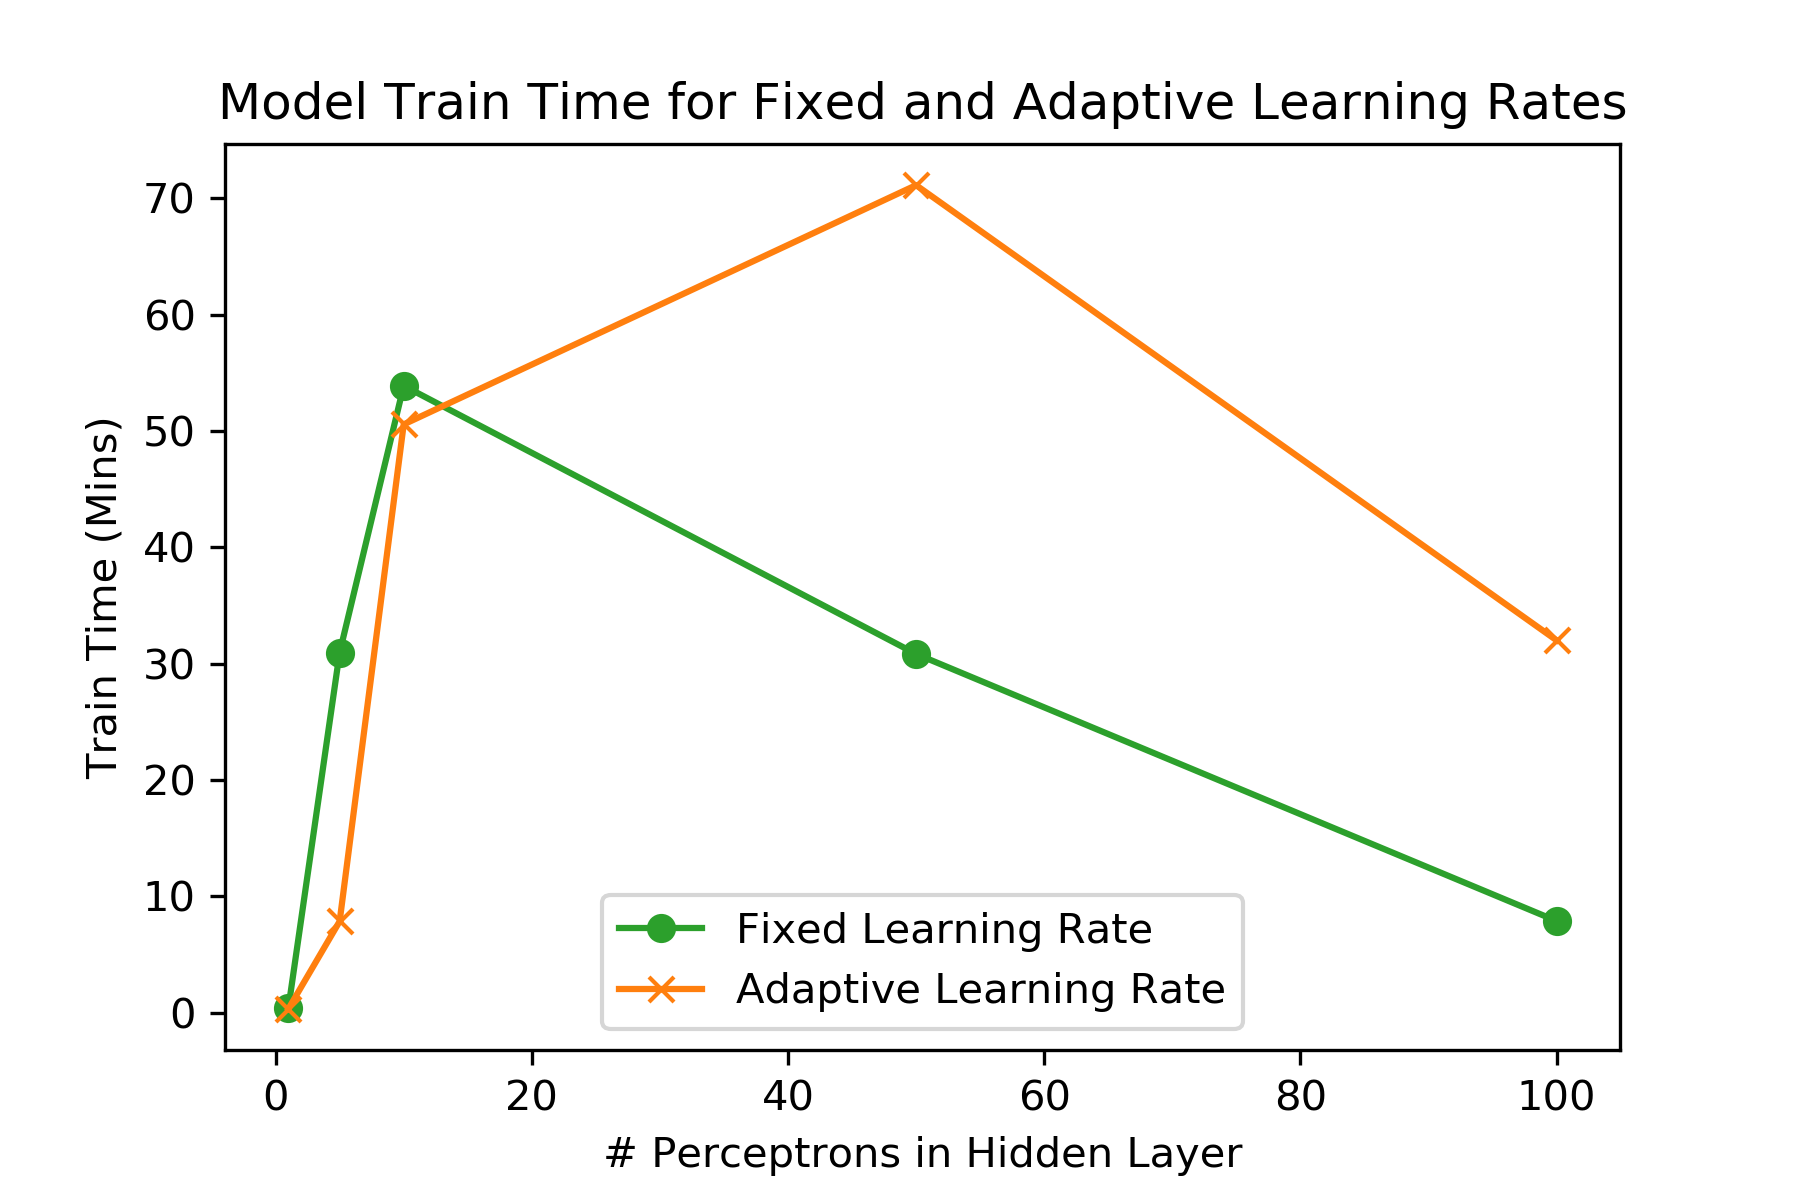 Model Train Time for Fixed and Adaptive Learning Rates
70
60
50
40
30
20
10
0
Train Time (Mins)
Fixed Learning Rate
Adaptive Learning Rate
0 20 40 60 80 100
# Perceptrons in Hidden Layer